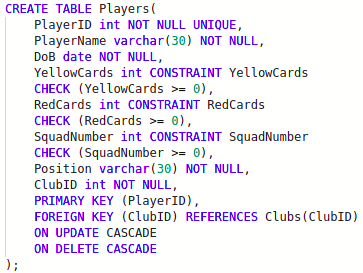 CREATE TABLE Players(
PlayerID int NOT NULL UNIQUE,
PlayerName varchar(30) NOT NULL,
DoB date NOT NULL,
YellowCards int CONSTRAINT YellowCards
CHECK (YellowCards >= 0),
RedCards int CONSTRAINT RedCards
CHECK (RedCards >= 0),
SquadNumber int CONSTRAINT SquadNumber
CHECK (SquadNumber >= 0),
Position varchar(30) NOT NULL,
ClubID int NOT NULL,
PRIMARY KEY (PlayerID),
FOREIGN KEY (ClubID) REFERENCES Clubs(ClubID)
ON UPDATE CASCADE
ON DELETE CASCADE
);